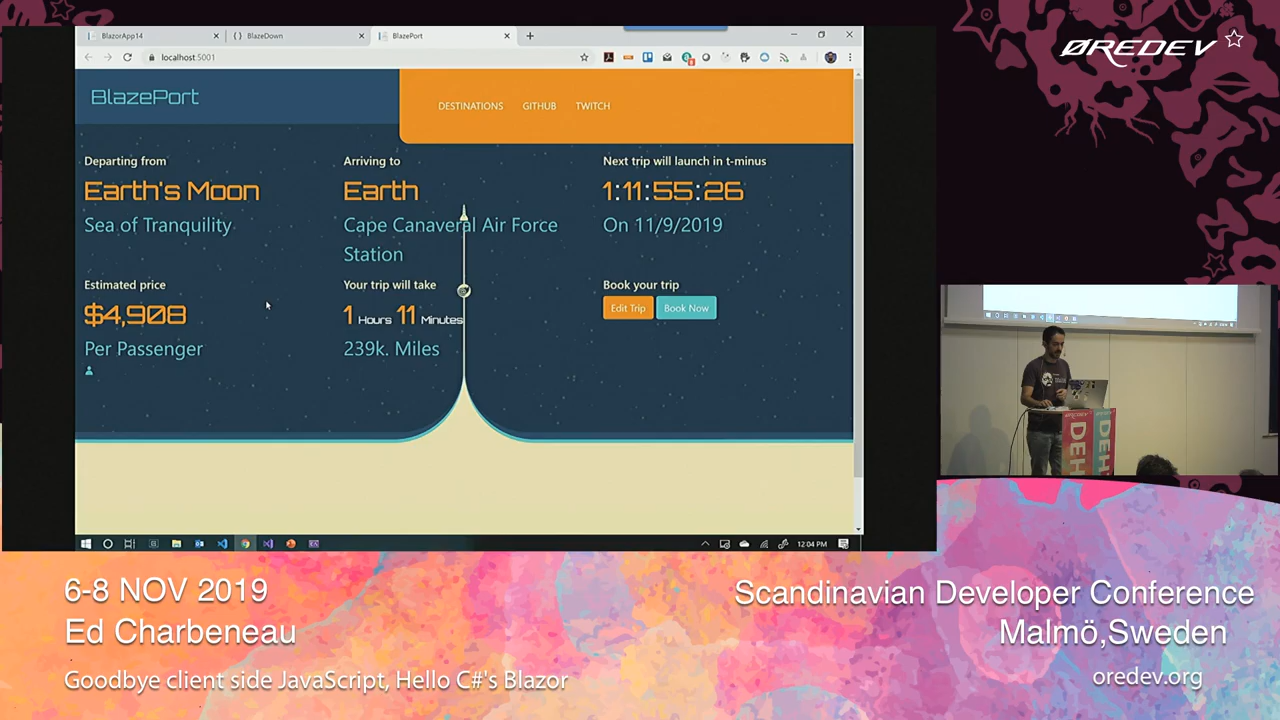 BlazorApp14
BlazeDown
BlazePort
localhost:5001
BlazePort
DESTINATIONS GITHUB TWITCH
Departing from
Earth's Moon
Sea of Tranquility
Arriving to
Earth
Cape Canaveral Air Force
Station
Next trip will launch in t-minus
1:11:55:26
On 11/9/2019
Estimated price
$4,908
Per Passenger
Your trip will take
1 Hours 11 Minutes
239k. Miles
Book your trip
Edit Trip Book Now
12:04 PM
ØREDEV
DEH
DEH
6-8 NOV 2019
Ed Charbeneau
Goodbye client side JavaScript, Hello C#'s Blazor
Scandinavian Developer Conference
Malmö,Sweden
oredev.org